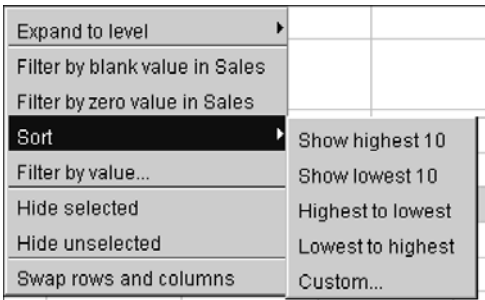 Expand to level
Filter by blank value in Sales
Filter by zero value in Sales
Sort
Filter by value...
Hide selected
Hide unselected
Swap rows and columns
Show highest 10
Show lowest 10
Highest to lowest
Lowest to highest
Custom...